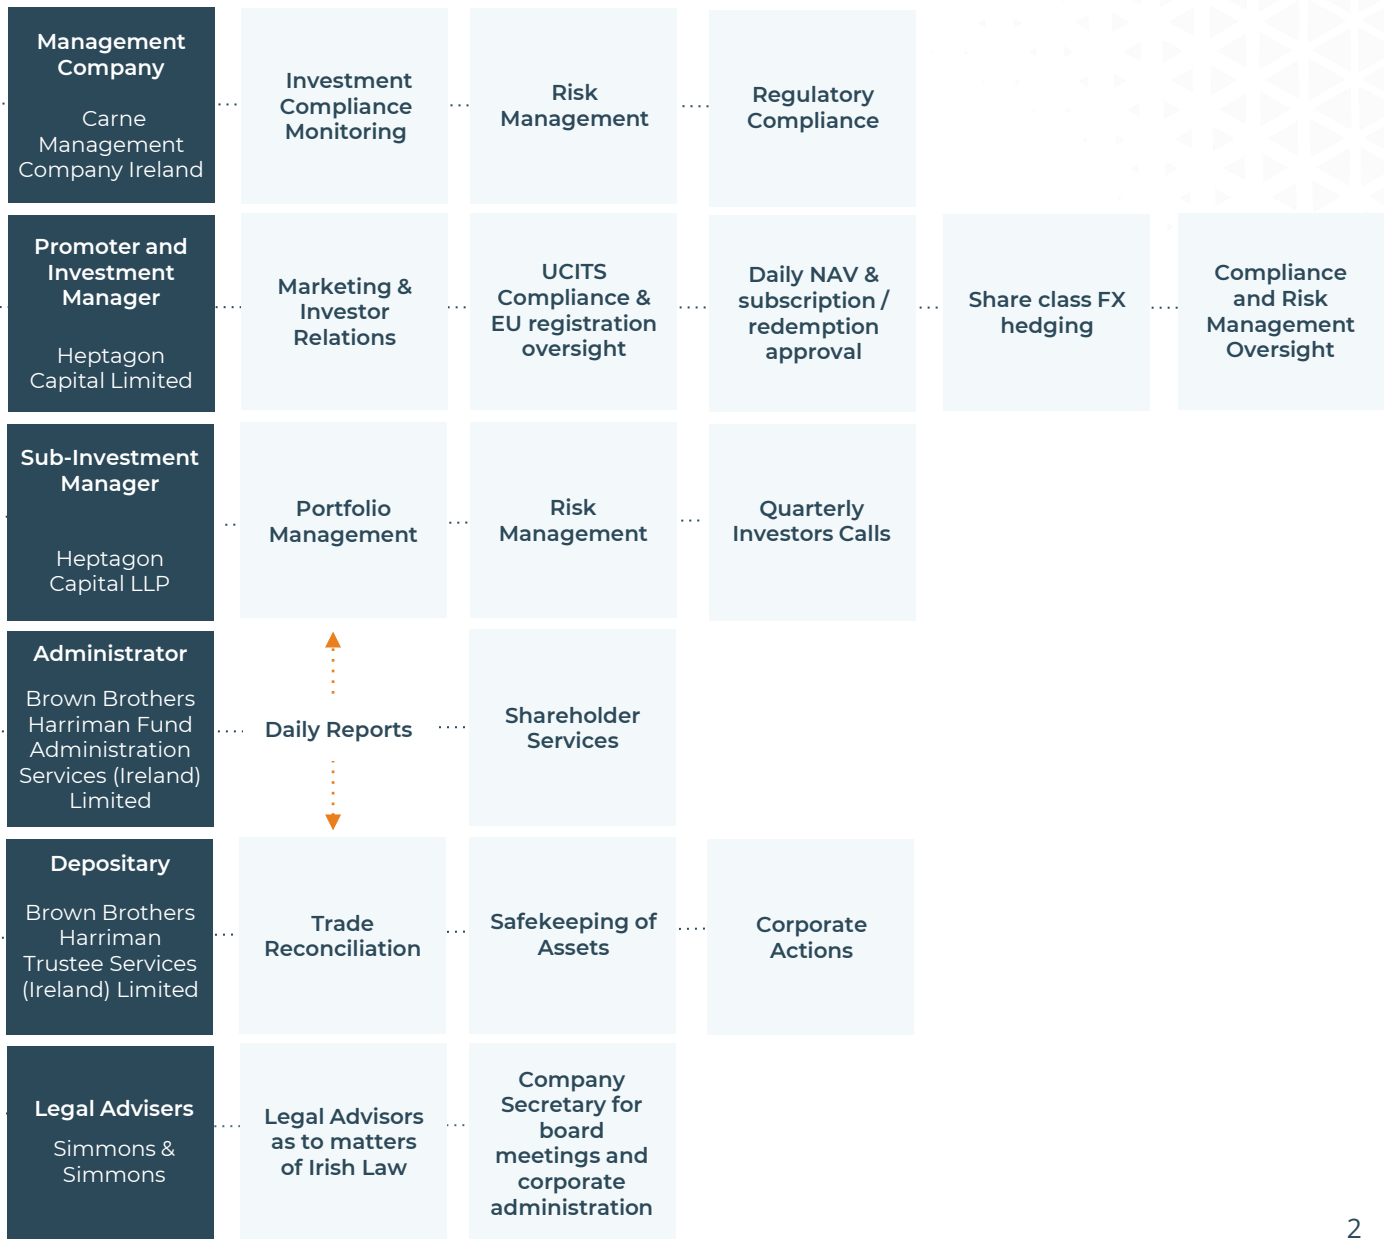 Management
Company
Carne
Management
Company Ireland
Investment
Compliance
Monitoring
Risk
Management
Regulatory
Compliance
Promoter and
Investment
Manager
Heptagon
Capital Limited
Marketing &
Investor
Relations
UCITS
Compliance &
EU registration
oversight
Daily NAV &
subscription /
redemption
approval
Share class FX
hedging
Compliance
and Risk
Management
Oversight
Sub-Investment
Manager
Heptagon
Capital LLP
Portfolio
Management
Risk
Management
Quarterly
Investors Calls
Administrator
Brown Brothers
Harriman Fund
Administration
Services (Ireland)
Limited
Daily Reports
Shareholder
Services
Depositary
Brown Brothers
Harriman
Trustee Services
(Ireland) Limited
Trade
Reconciliation
Safekeeping of
Assets
Corporate
Actions
Legal Advisers
Simmons &
Simmons
Legal Advisors
as to matters
of Irish Law
Company
Secretary for
board
meetings and
corporate
administration
2